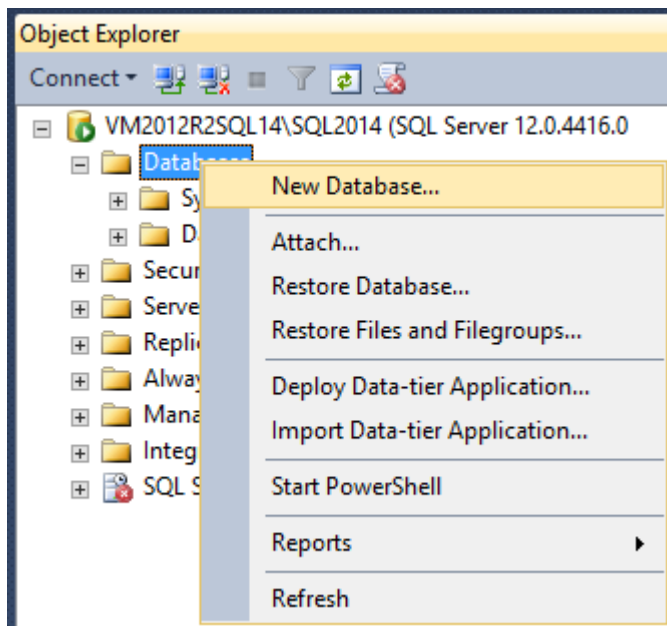 Object Explorer
Connect
VM2012R2SQL14\SQL2014 (SQL Server 12.0.4416.0
Databases
New Database...
Attach...
Restore Database...
Restore Files and Filegroups...
Deploy Data-tier Application...
Import Data-tier Application...
Start PowerShell
Reports
Refresh